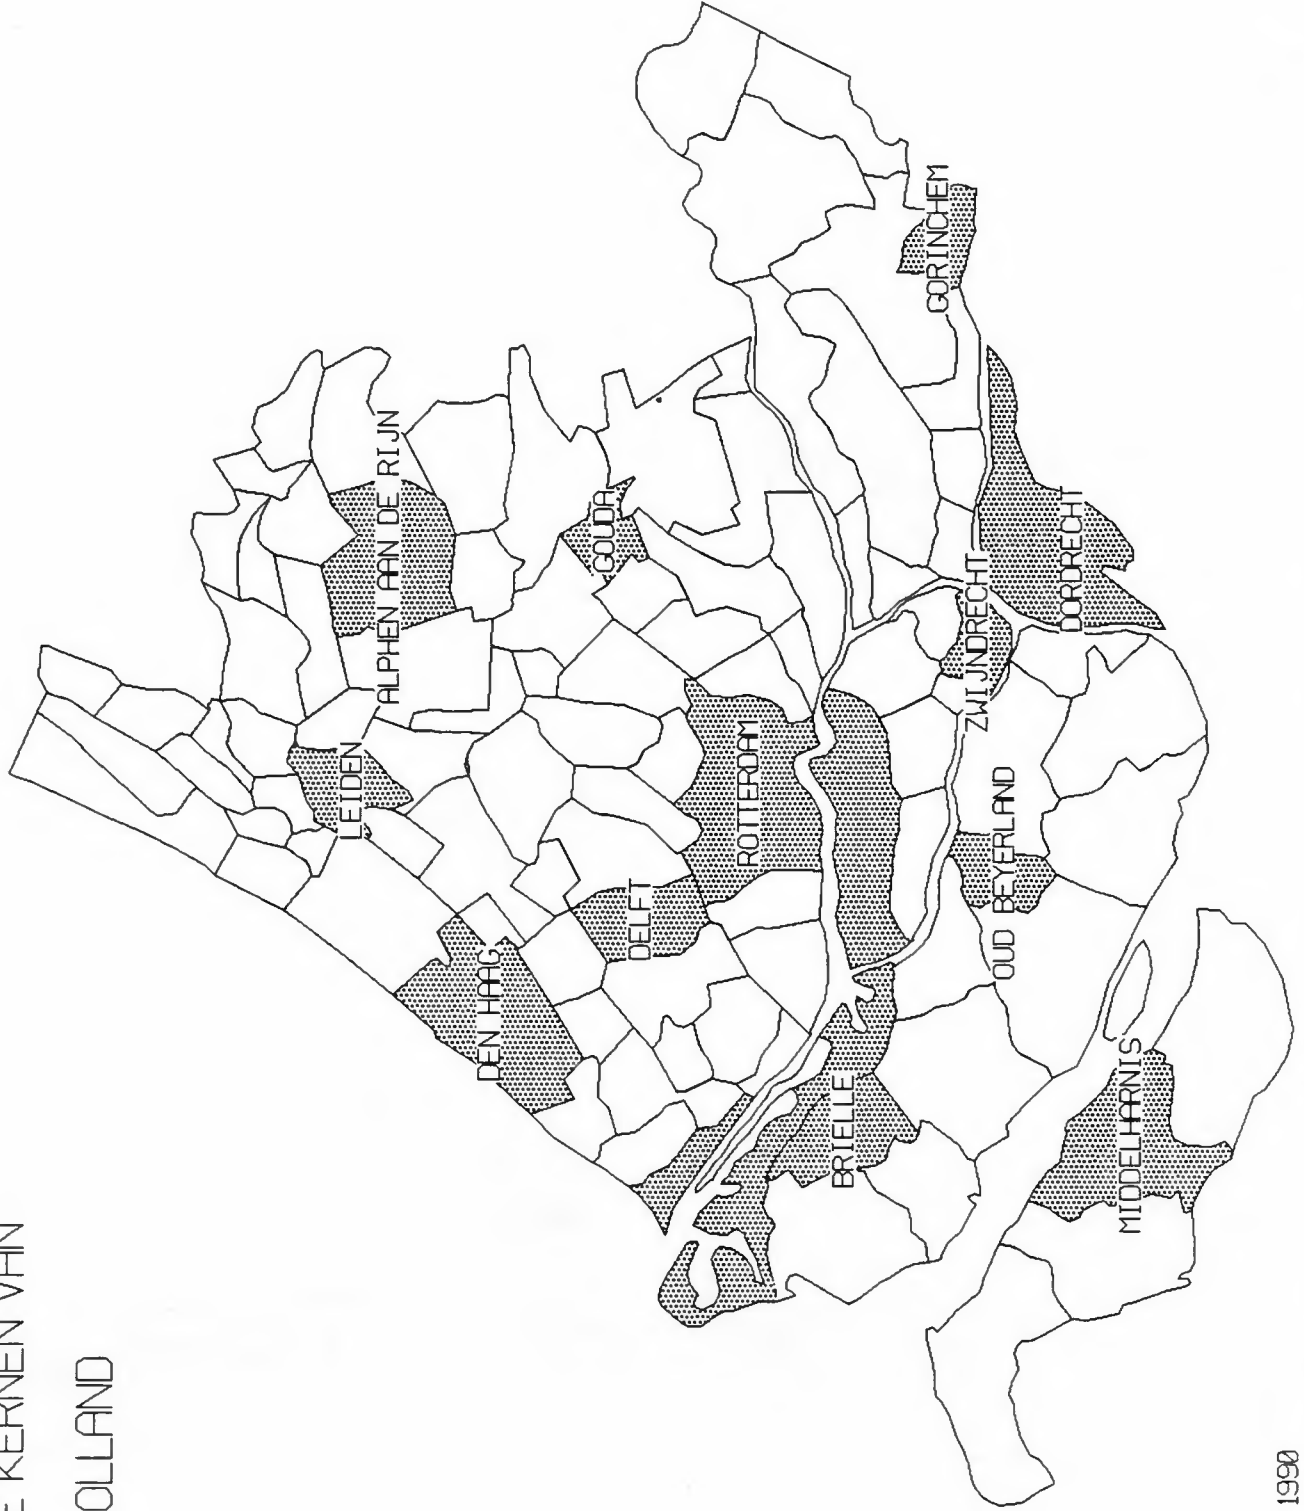 KERNEN VAN
OLLAND
LEIDEN
ALPHEN AAN DE RIJN
DEN HAAG
DELFT
GOUDA
ROTTERDAM
GORINCHEM
BRIELLE
ZWIJNDRECHT
OUD BEYERLAND
DORDRECHT
MIDDELHARNIS
1990